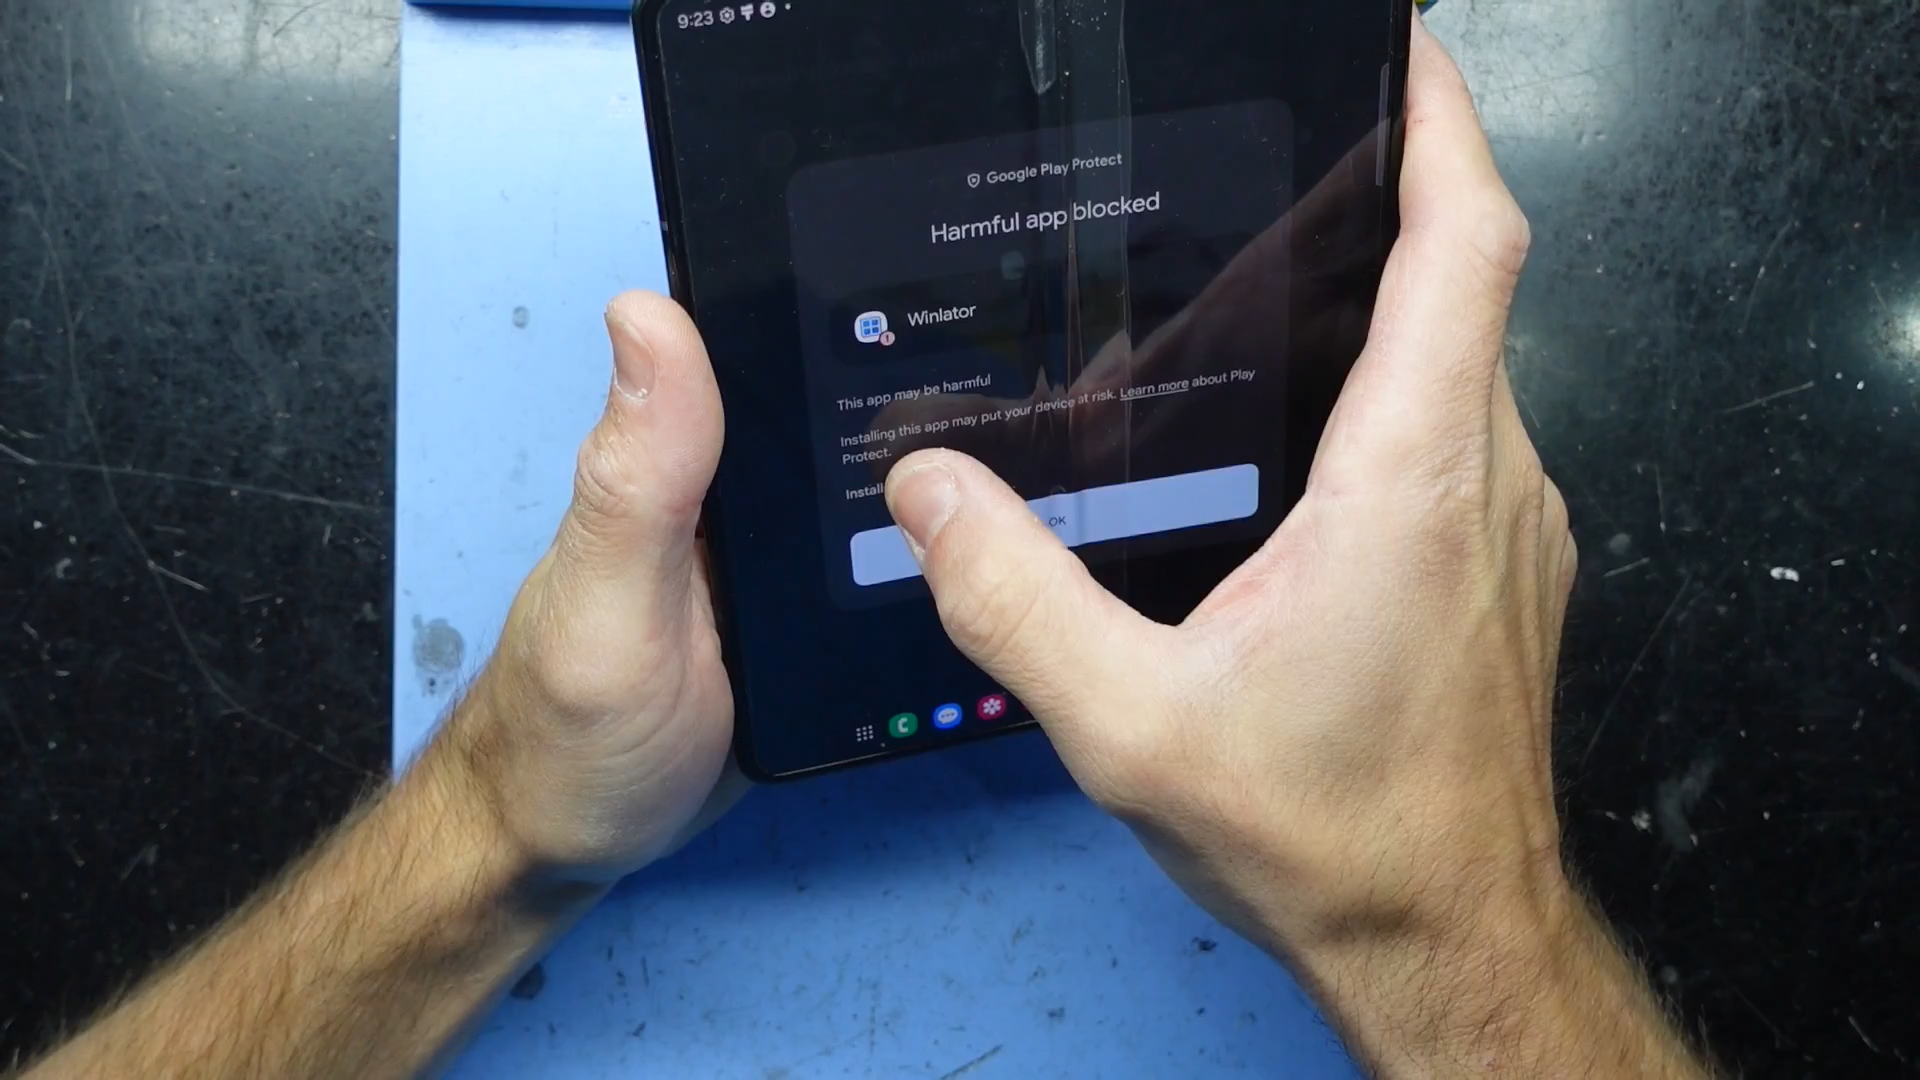 9:23
Google Play Protect
Harmful app blocked
Winlator
This app may be harmful
Installing this app may put your device at risk. Learn more about Play
Protect.
OK